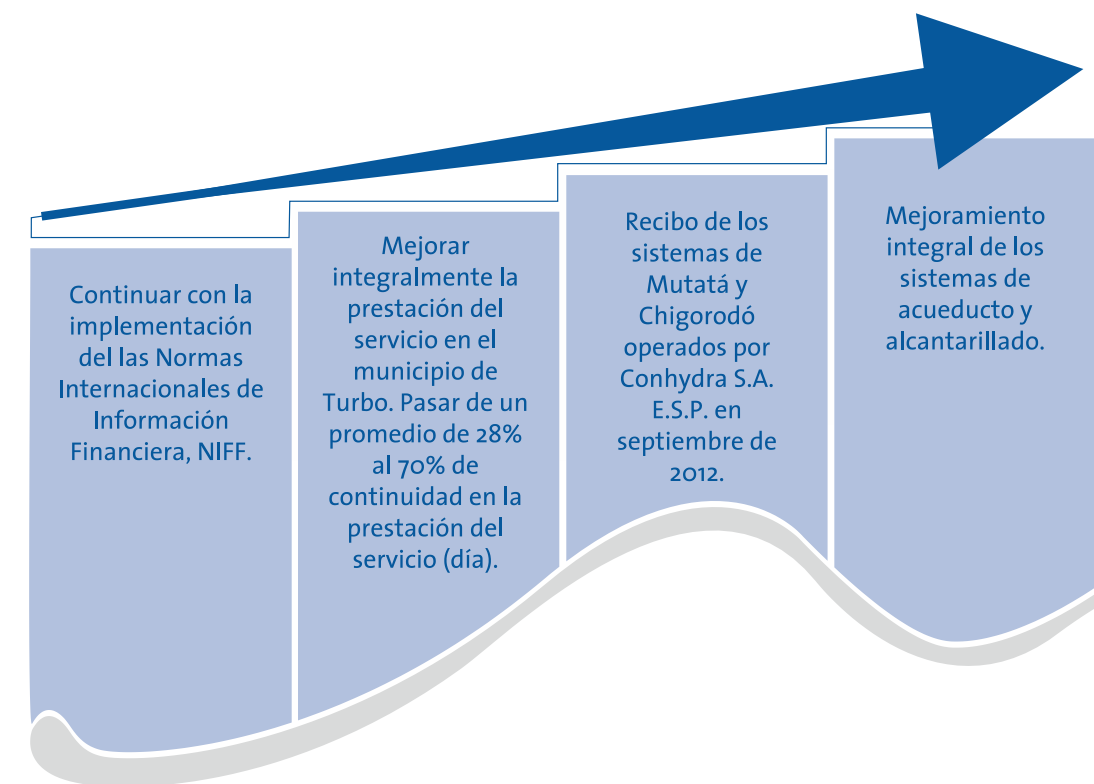 Continuar con la
implementación
del las Normas
Internacionales de
Información
Financiera, NIFF.
Mejorar
integralmente la
prestación del
servicio en el
municipio de
Turbo. Pasar de un
promedio de 28%
al 70% de
continuidad en la
prestación del
servicio (día).
Recibo de los
sistemas de
Mutatá y
Chigorodó
operados por
Conhydra S.A.
E.S.P. en
septiembre de
2012.
Mejoramiento
integral de los
sistemas de
acueducto y
alcantarillado.